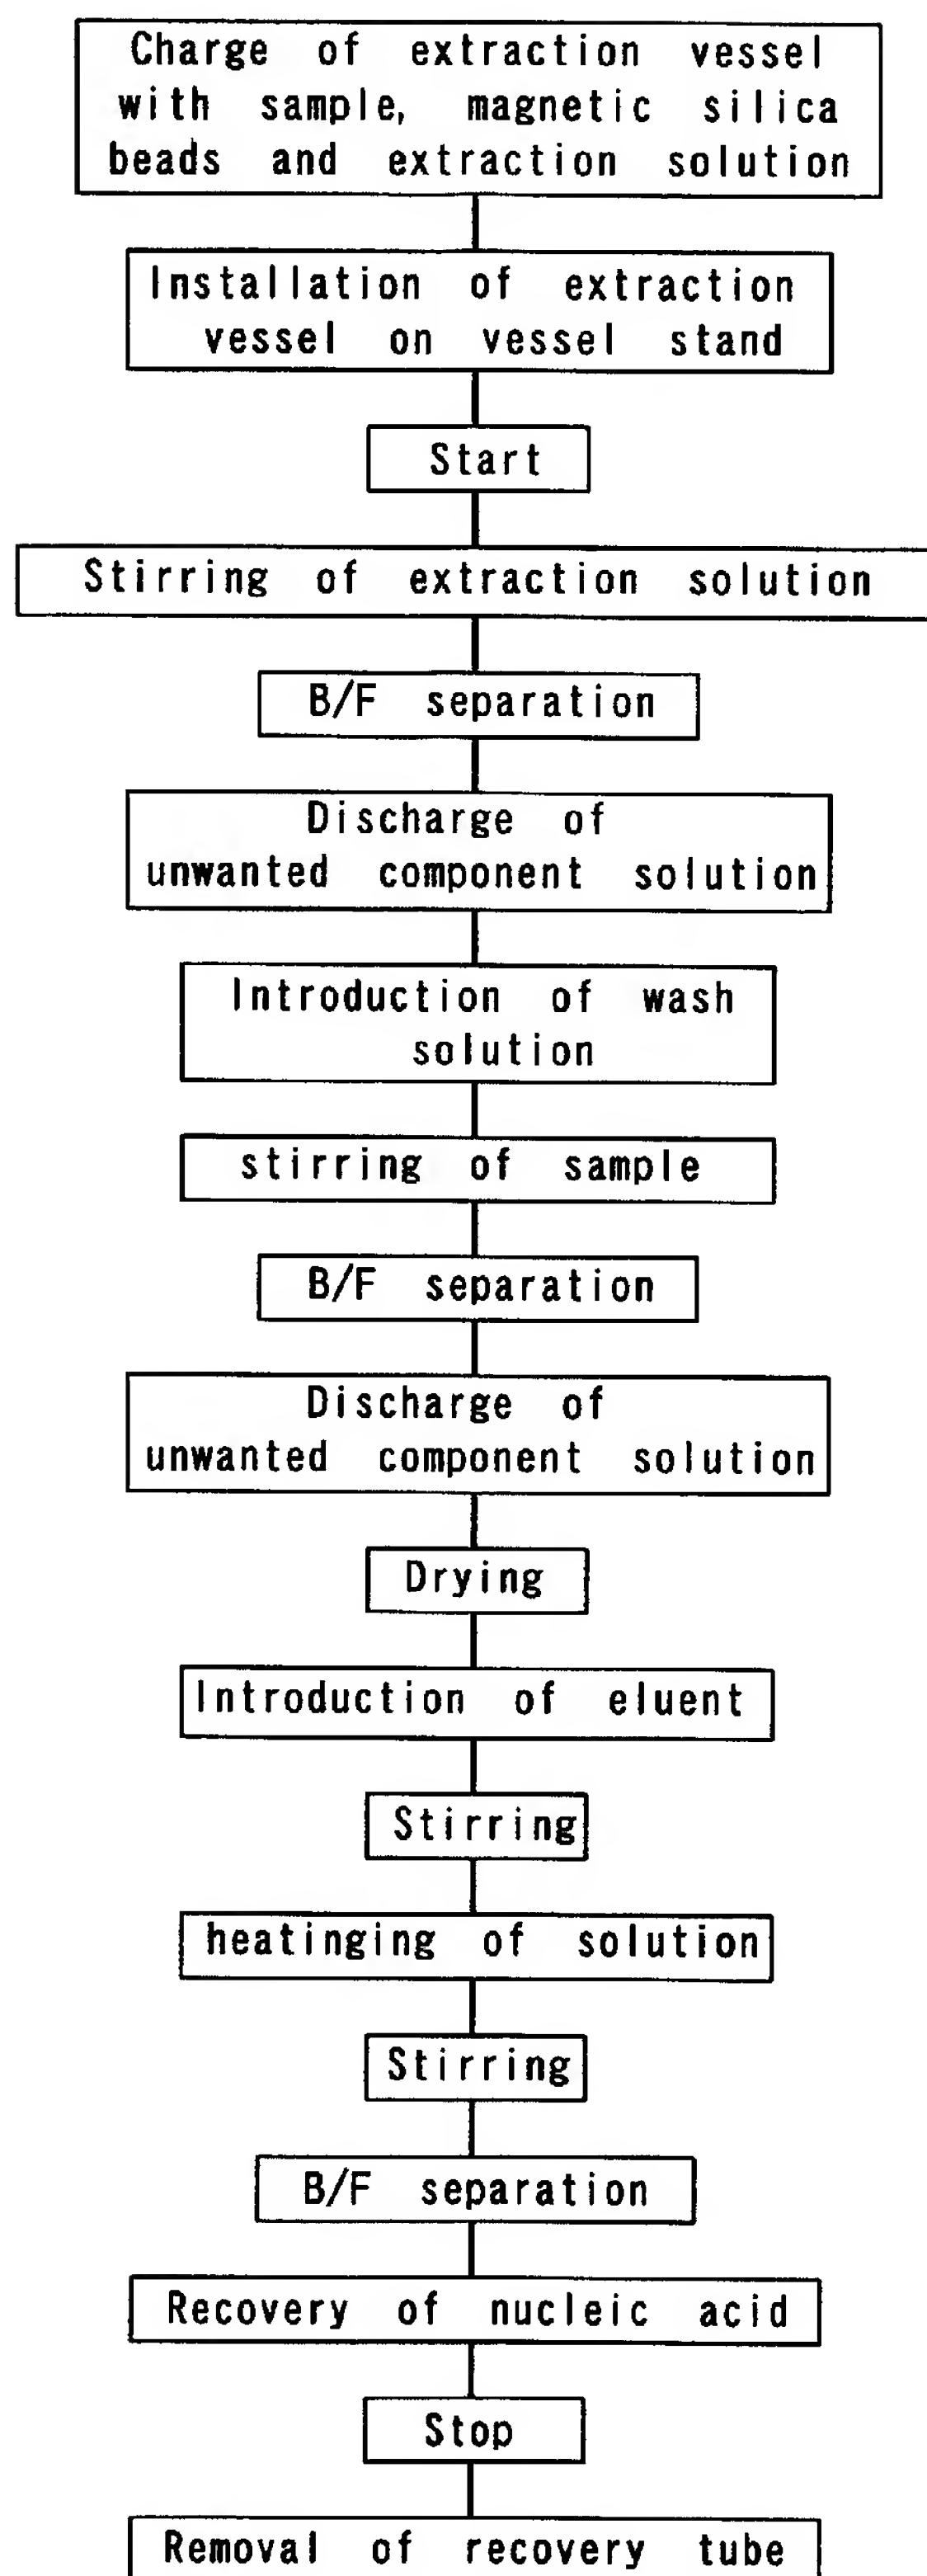 Charge of extraction vessel
with sample, magnetic silica
beads and extraction solution
Installation of extraction
vessel on vessel stand
Start
Stirring of extraction solution
B/F separation
Discharge of
unwanted component solution
Introduction of wash
solution
stirring of sample
B/F separation
Discharge of
unwanted component solution
Drying
Introduction of eluent
Stirring
heatinging of solution
Stirring
B/F separation
Recovery of nucleic acid
Stop
Removal of recovery tube